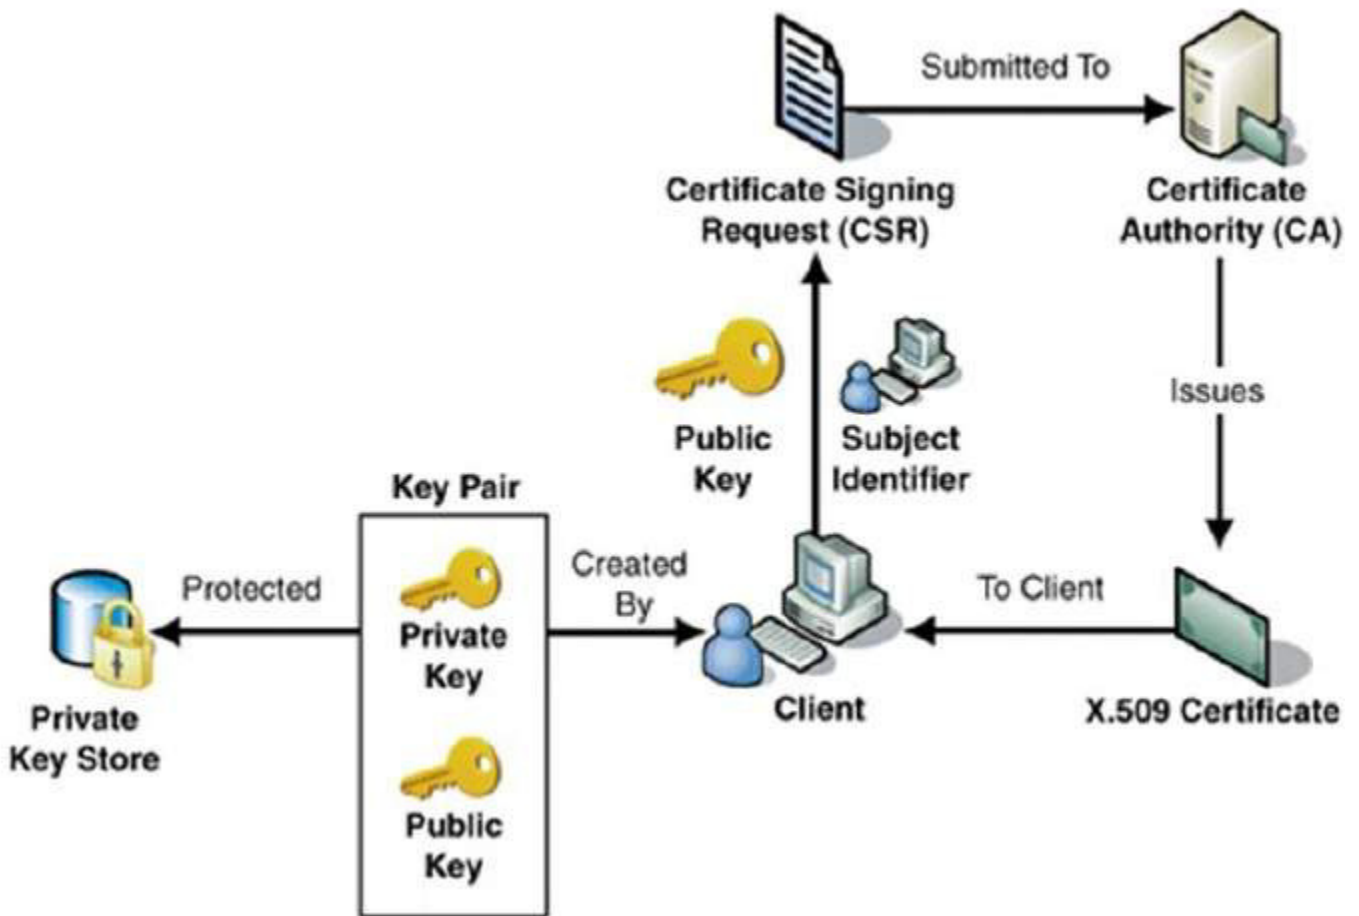 Submitted To
Certificate Signing
Request (CSR)
Certificate
Authority (CA)
Issues
Public
Key
Subject
Identifier
Key Pair
Protected
Private
Key
Created
By
To Client
Client
X.509 Certificate
Private
Key Store
Public
Key